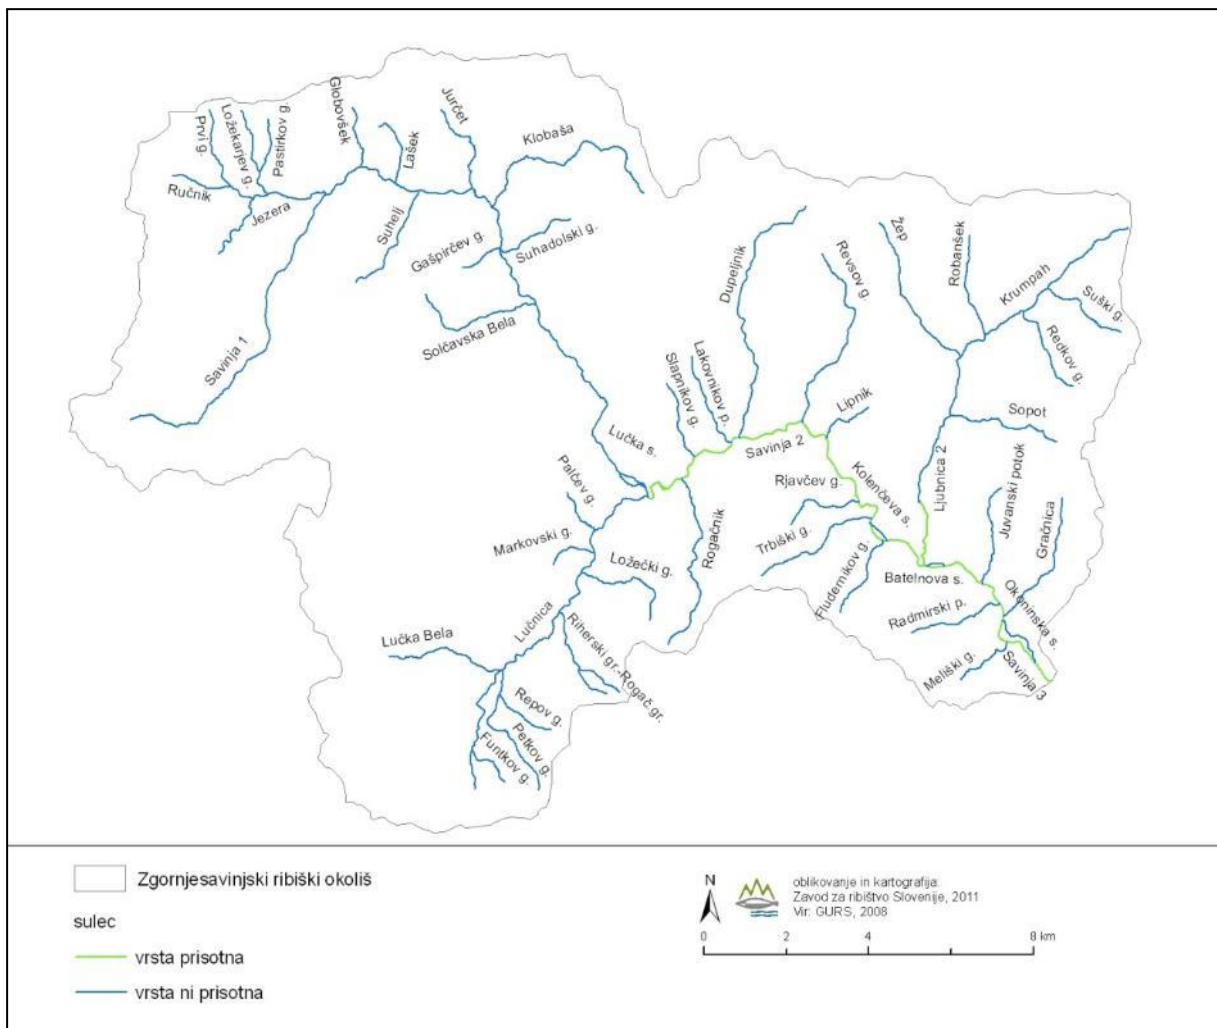 Prvi g.
Ložekarjev g.
Pastirkov g.
Globovšek
Lašek
Jurčet
Klobaša
Ručnik
Jezera
Suhelj
Gašpirčev g.
Suhadolski g.
Solčavska Bela
Savinja 1
Dupeljnik
Revsov g.
Žep
Robanšek
Krumpah
Suški g.
Redkov g.
Slapnikov g.
Lakovnikov p.
Lipnik
Sopot
Lučka s.
Savinja 2
Palčev g.
Rjavčev g.
Kolenčeva s.
Ljubnica 2
Juvanski potok
Gračnica
Markovski g.
Rogačnik
Trbiški g.
Ložečki g.
Fludernikov g.
Batelnova s.
Okoninska s.
Radmirski p.
Lučnica
Lučka Bela
Riherski gr.-Rogač gr.
Meliški g.
Savinja 3
Repov g.
Petkov g.
Funtkov g.
Zgornjesavinjski ribiški okoliš
sulec
vrsta prisotna
vrsta ni prisotna
N
oblikovanje in kartografija:
Zavod za ribištvo Slovenije, 2011
Vir: GURS, 2008
0 2 4 8 km